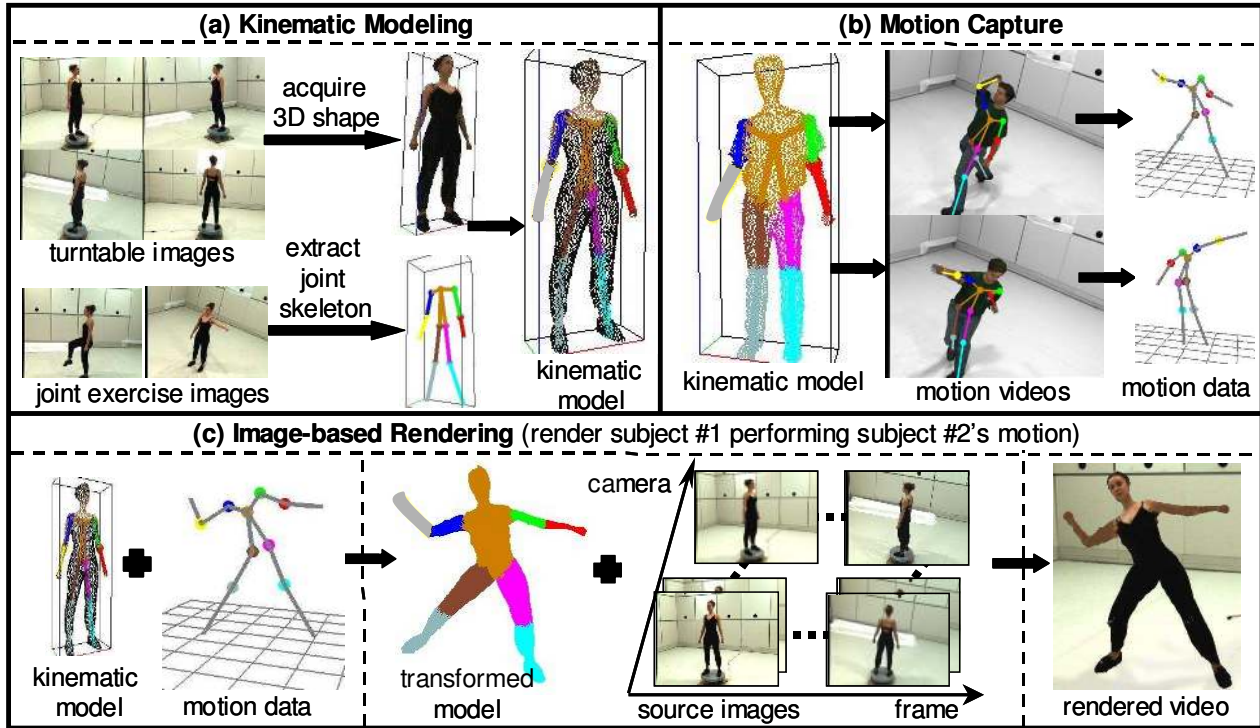 (a) Kinematic Modeling
acquire
3D shape
turntable images
extract
joint
skeleton
joint exercise images
kinematic
model
(b) Motion Capture
kinematic model
motion videos
motion data
(c) Image-based Rendering (render subject #1 performing subject #2's motion)
kinematic
model
motion data
transformed
model
camera
source images
frame
rendered video